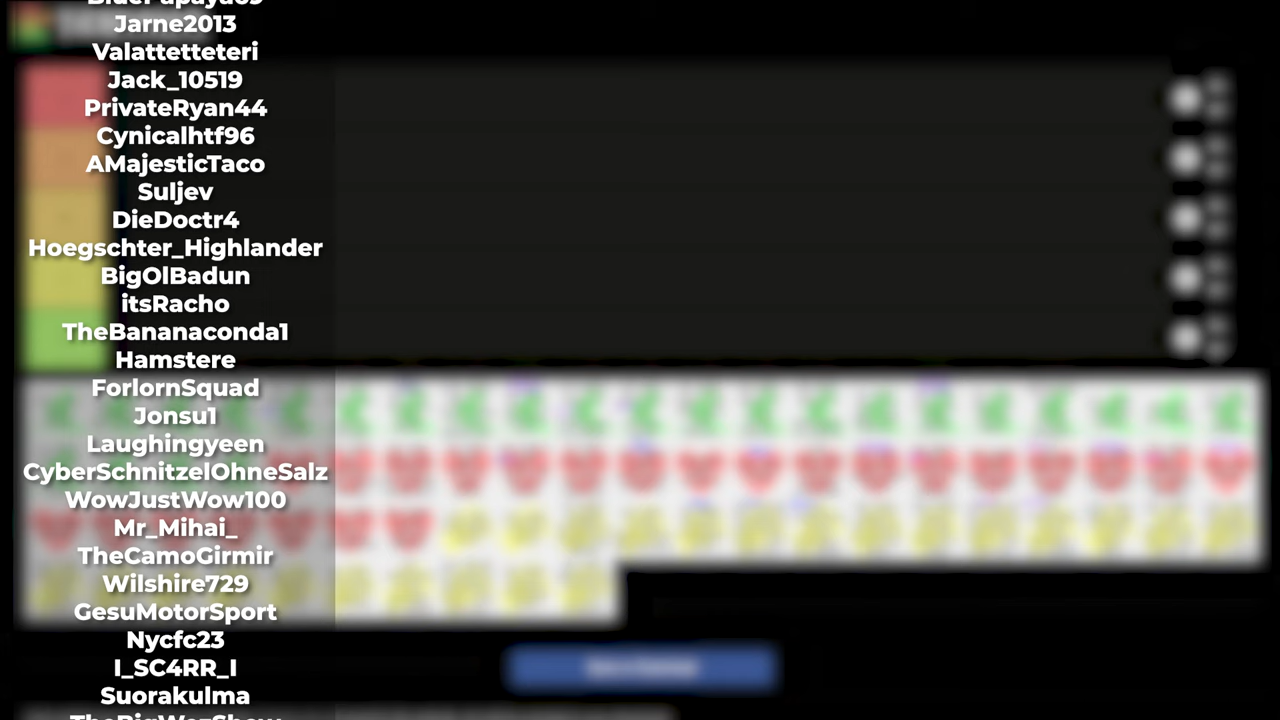 Jarne2013
Valattetteteri
Jack_10519
PrivateRyan44
Cynicalhtf96
AMajesticTaco
Suljev
DieDoctr4
Hoegschter_Highlander
BigOlBadun
itsRacho
TheBananaconda1
Hamstere
ForlornSquad
Jonsu1
Laughingyeen
CyberSchnitzelOhneSalz
WowJustWow100
Mr_Mihai_
TheCamoGirmir
Wilshire729
GesuMotorSport
Nycfc23
I_SC4RR_I
Suorakulma